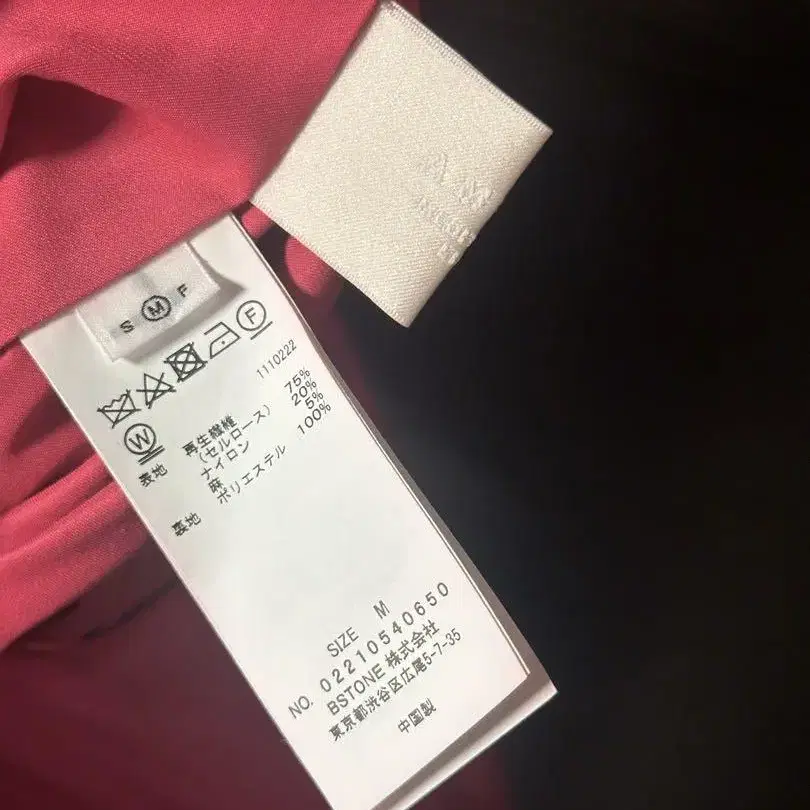 S M F
1110222
W F
表地 再生繊維 75%
(セルロース)
ナイロン 20%
麻 5%
裏地 ポリエステル 100%
SIZE M
NO. 02210540650
BSTONE 株式会社
東京都渋谷区広尾5-7-35
中国製